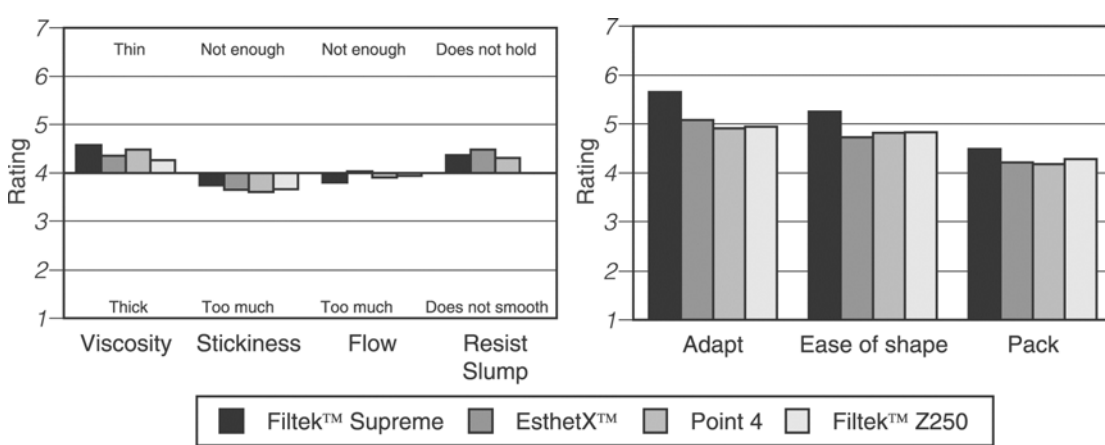 7
6
5
4
3
2
1
Rating
Thin Not enough Not enough Does not hold
Thick Too much Too much Does not smooth
Viscosity Stickiness Flow Resist
Slump
7
6
5
4
3
2
1
Rating
Adapt Ease of shape Pack
Filtek™ Supreme EsthetX™ Point 4 Filtek™ Z250